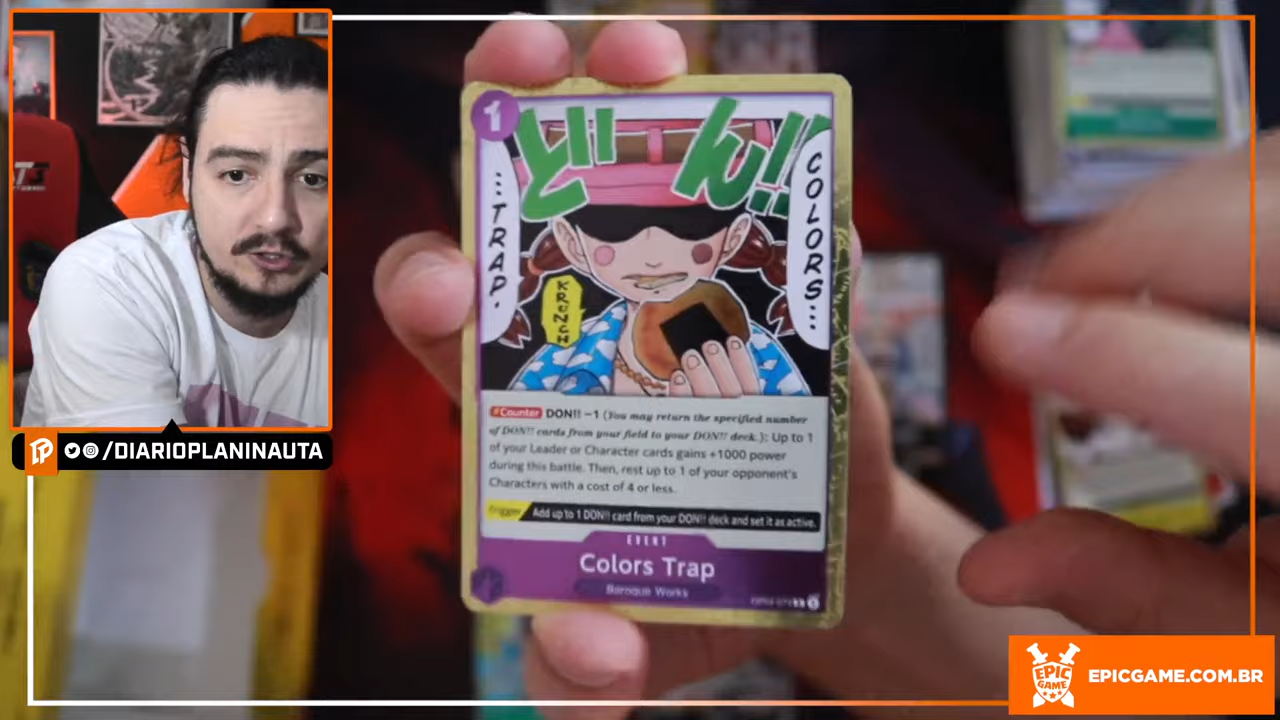 1
どん!!
COLORS...
...TRAP.
KRUNCH
Counter DON!! −1 (You may return the specified number
of DON!! cards from your field to your DON!! deck.): Up to 1
of your Leader or Character cards gains +1000 power
during this battle. Then, rest up to 1 of your opponent's
Characters with a cost of 4 or less.
Trigger Add up to 1 DON!! card from your DON!! deck and set it as active.
EVENT
Colors Trap
Baroque Works
/DIARIOPLANINAUTA
EPIC
GAME
EPICGAME.COM.BR